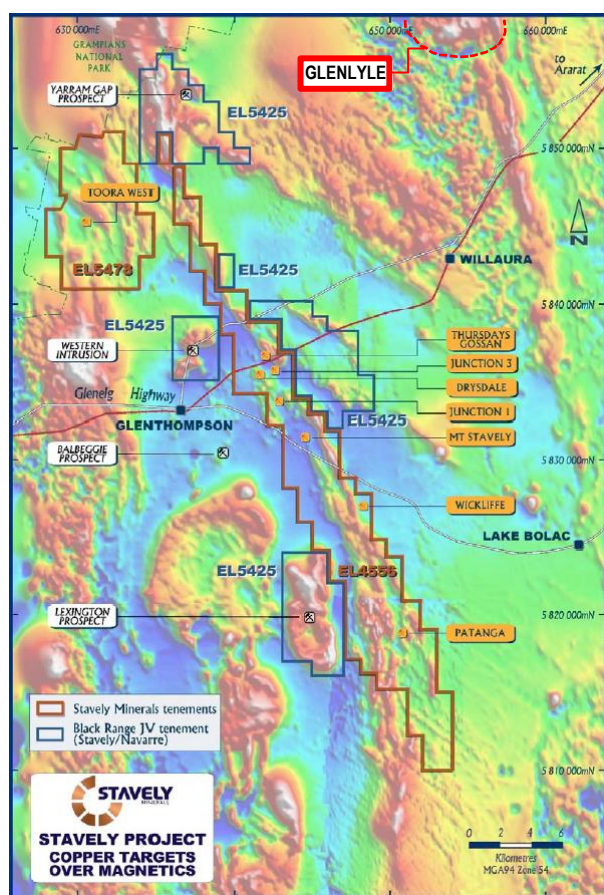 630 000mE
650 000mE
660 000mE
GRAMPIANS
NATIONAL
PARK
GLENLYLE
to
Ararat
YARRAM GAP
PROSPECT
EL5425
5 850 000mN
TOORA WEST
N
EL5478
EL5425
WILLAURA
5 840 000mN
EL5425
THURSDAYS
GOSSAN
WESTERN
INTRUSION
JUNCTION 3
DRYSDALE
Glenelg Highway
JUNCTION 1
GLENTHOMPSON
EL5425
MT STAVELY
BALBEGGIE
PROSPECT
5 830 000mN
WICKLIFFE
LAKE BOLAC
EL5425
EL4556
5 820 000mN
LEXINGTON
PROSPECT
PATANGA
Stavely Minerals tenements
Black Range JV tenement
(Stavely/Navarre)
5 810 000mN
STAVELY
MINERALS
STAVELY PROJECT
COPPER TARGETS
OVER MAGNETICS
0 2 4 6
Kilometres
MGA94 Zone 54